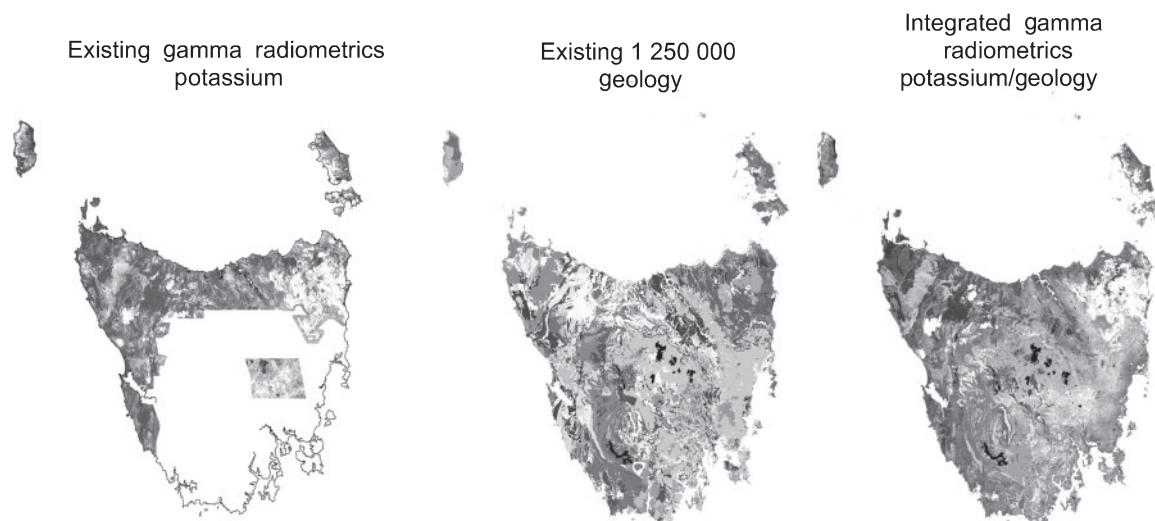 Existing gamma radiometrics
potassium
Existing 1 250 000
geology
Integrated gamma
radiometrics
potassium/geology